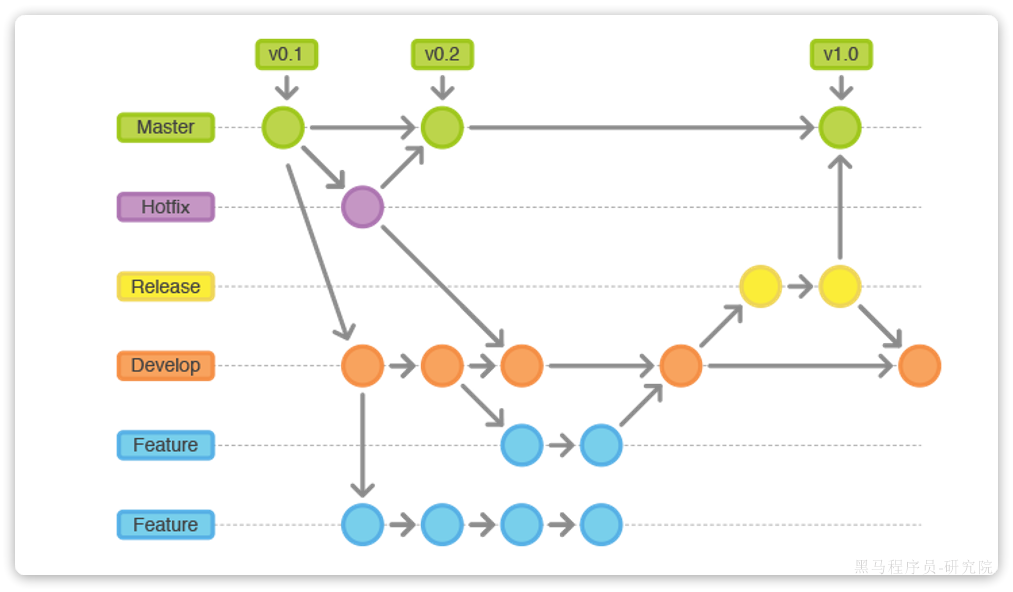 v0.1
v0.2
v1.0
Master
Hotfix
Release
Develop
Feature
Feature
黑马程序员-研究院